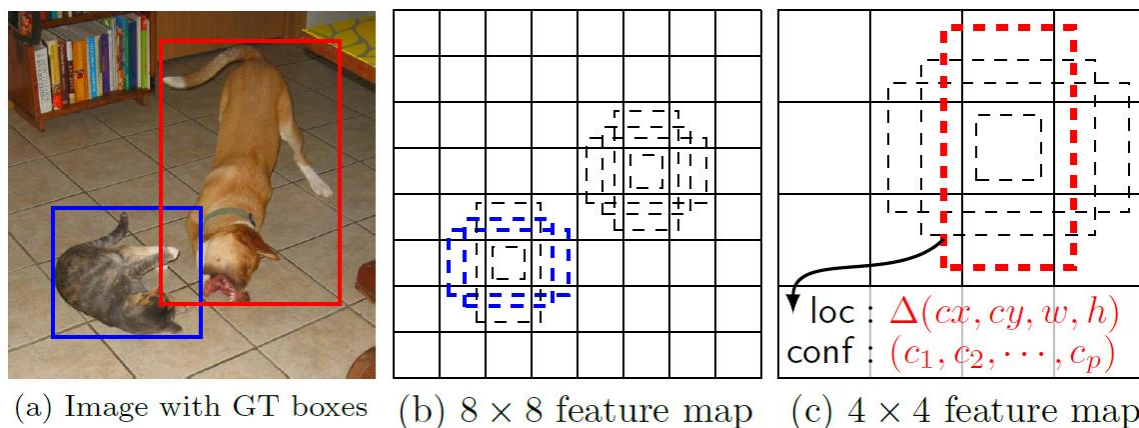 loc : Δ(cx, cy, w, h)
conf : (c₁, c₂, ⋯, cₚ)
(a) Image with GT boxes
(b) 8 × 8 feature map
(c) 4 × 4 feature map